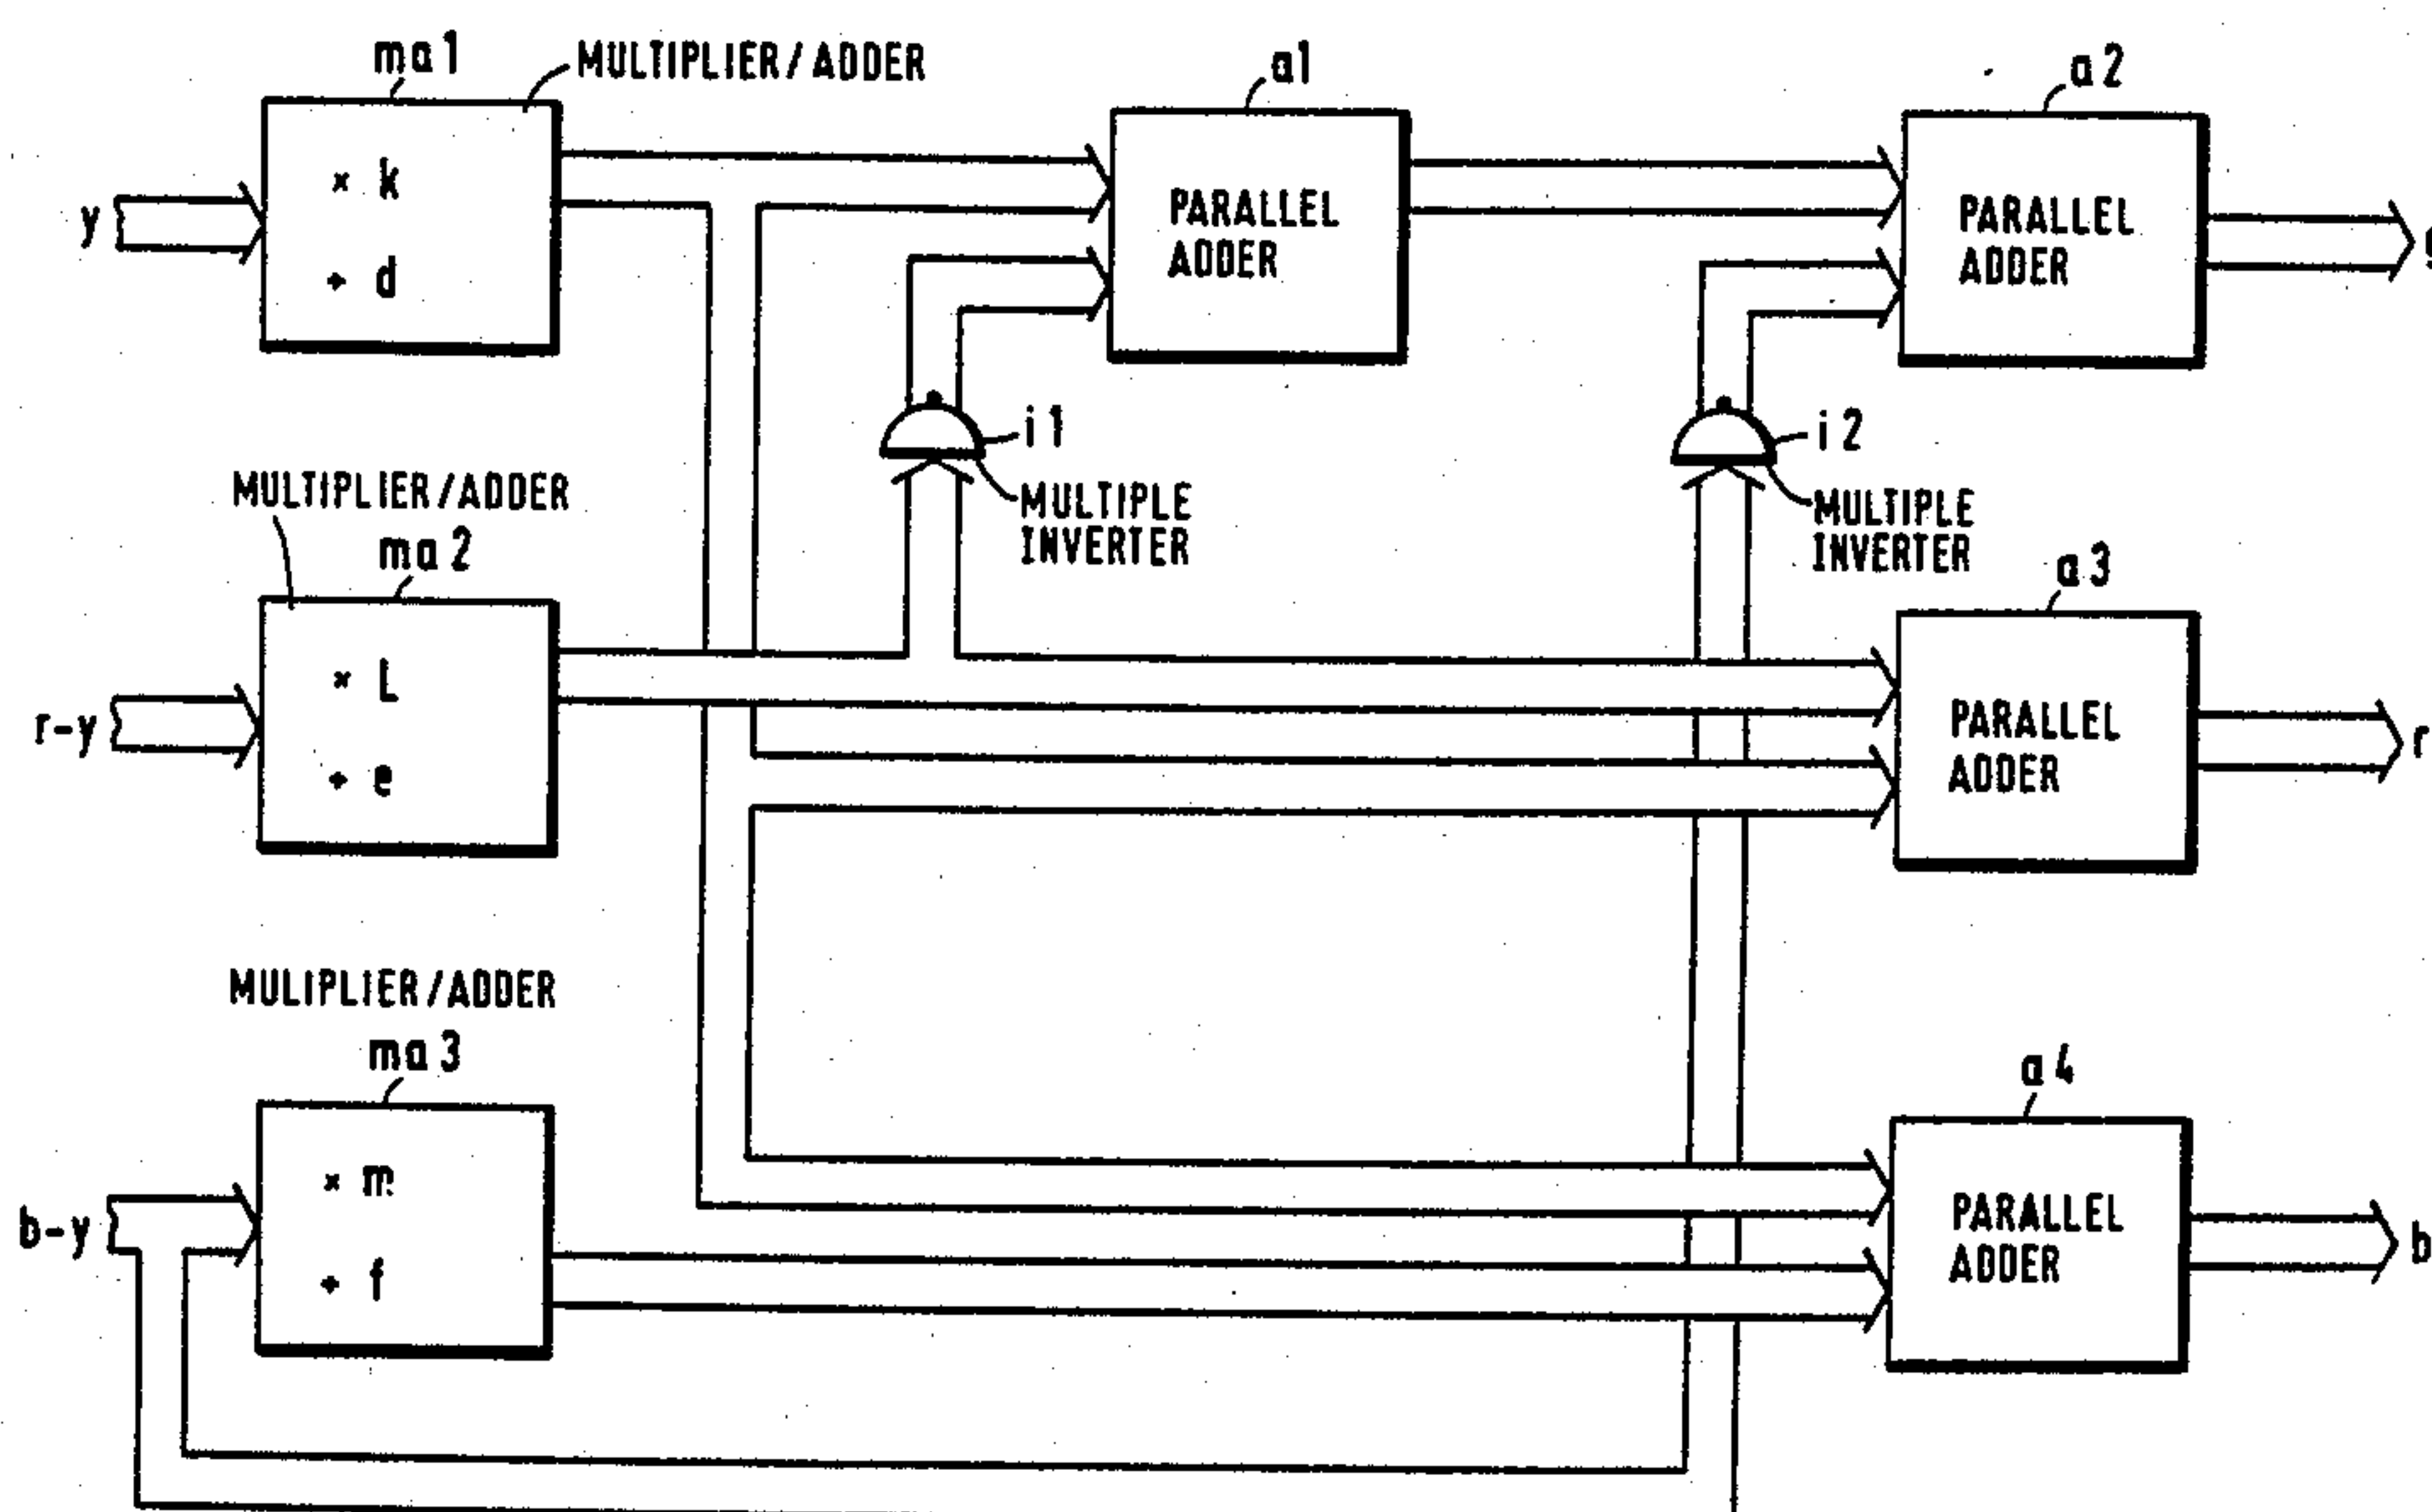 ma1
MULTIPLIER/ADDER
a1
a2
× k
+ d
y
PARALLEL
ADDER
PARALLEL
ADDER
i1
MULTIPLE
INVERTER
i2
MULTIPLE
INVERTER
MULTIPLIER/ADDER
ma2
a3
× L
+ e
r-y
PARALLEL
ADDER
r
MULIPLIER/ADDER
ma3
a4
× m
+ f
b-y
PARALLEL
ADDER
b